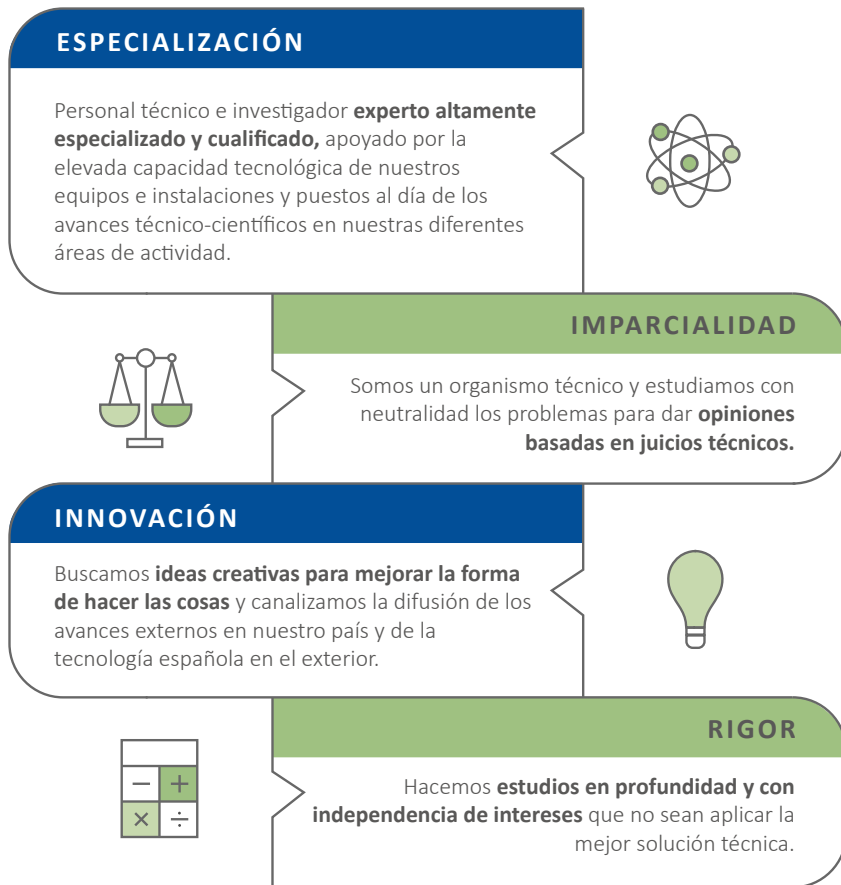 ESPECIALIZACIÓN
Personal técnico e investigador experto altamente
especializado y cualificado, apoyado por la
elevada capacidad tecnológica de nuestros
equipos e instalaciones y puestos al día de los
avances técnico-científicos en nuestras diferentes
áreas de actividad.
IMPARCIALIDAD
Somos un organismo técnico y estudiamos con
neutralidad los problemas para dar opiniones
basadas en juicios técnicos.
INNOVACIÓN
Buscamos ideas creativas para mejorar la forma
de hacer las cosas y canalizamos la difusión de los
avances externos en nuestro país y de la
tecnología española en el exterior.
RIGOR
Hacemos estudios en profundidad y con
independencia de intereses que no sean aplicar la
mejor solución técnica.
− +
× ÷